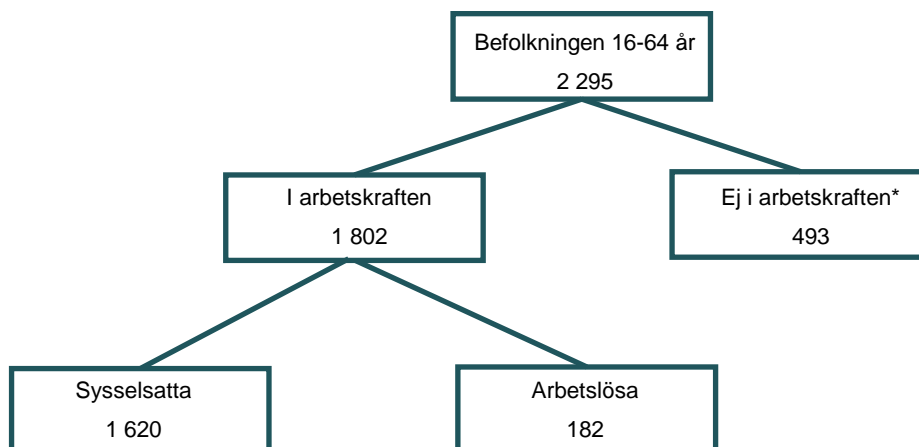 Befolkningen 16-64 år
2 295
I arbetskraften
1 802
Ej i arbetskraften*
493
Sysselsatta
1 620
Arbetslösa
182